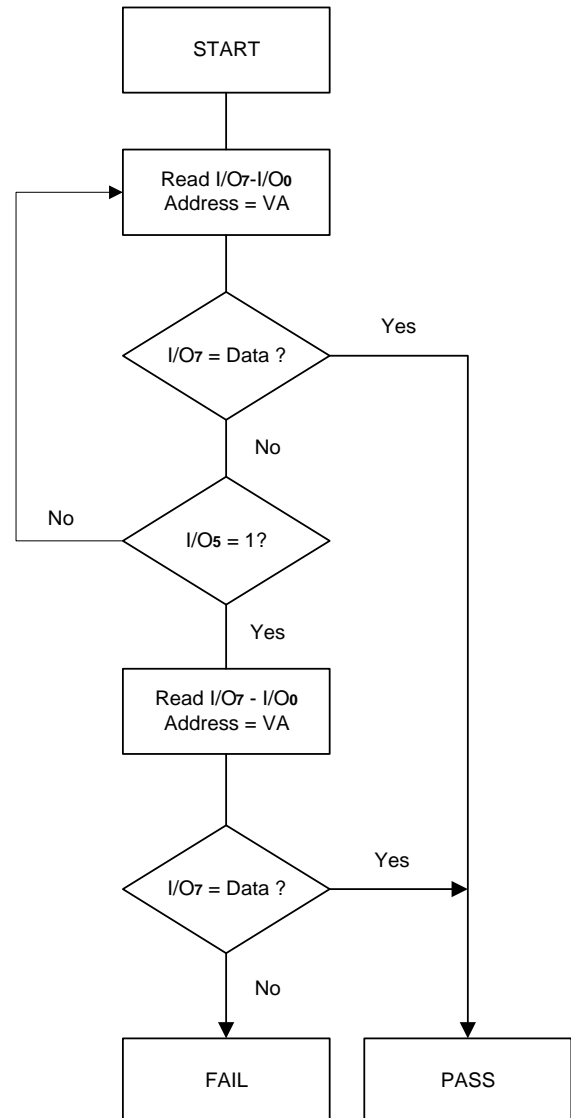 START
Read I/O7-I/O0
Address = VA
I/O7 = Data ?
Yes
No
No
I/O5 = 1?
Yes
Read I/O7 - I/O0
Address = VA
I/O7 = Data ?
Yes
No
FAIL
PASS